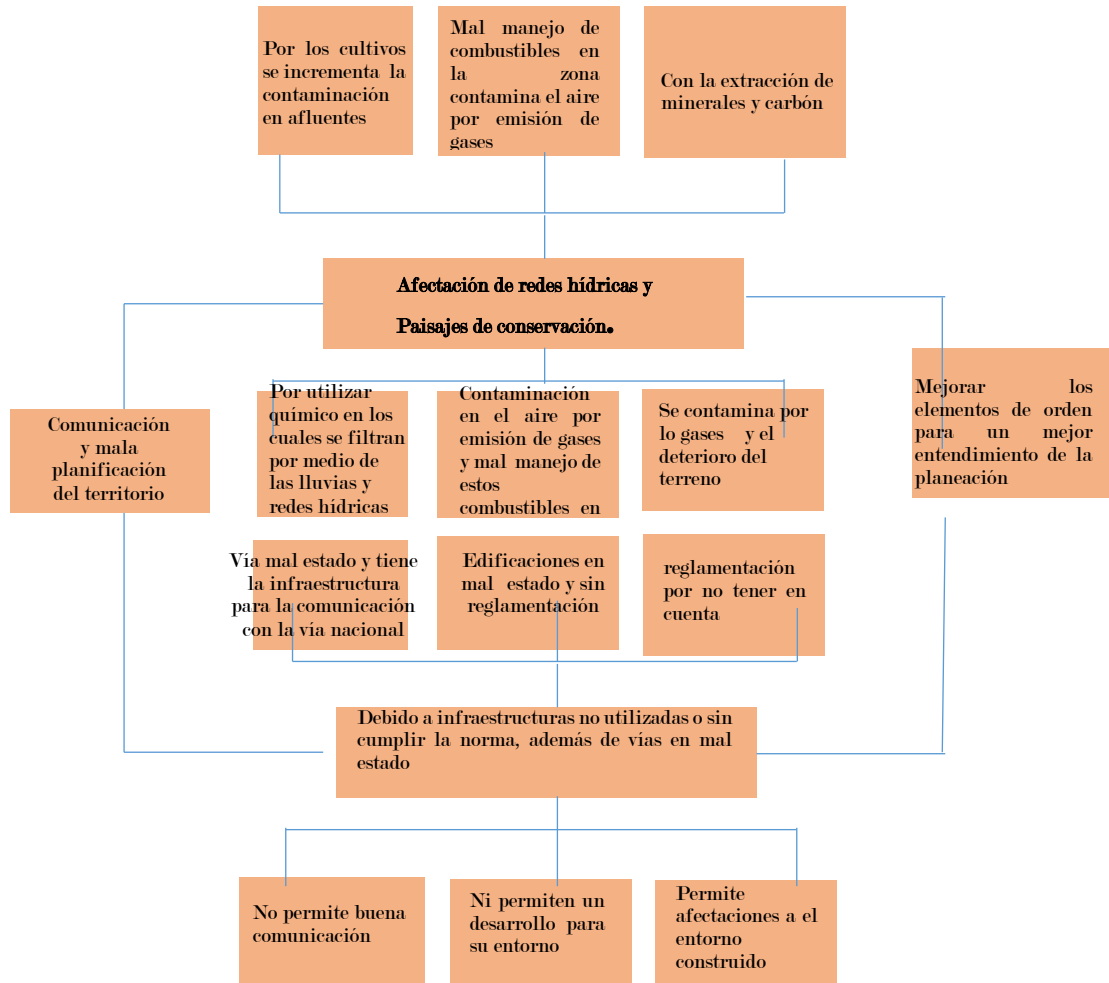 Por los cultivos
se incrementa la
contaminación
en afluentes
Mal manejo de
combustibles en
la zona
contamina el aire
por emisión de
gases
Con la extracción de
minerales y carbón
Afectación de redes hídricas y
Paisajes de conservación.
Comunicación
y mala
planificación
del territorio
Por utilizar
químico en los
cuales se filtran
por medio de
las lluvias y
redes hídricas
Contaminación
en el aire por
emisión de gases
y mal manejo de
estos
combustibles en
Se contamina por
lo gases y el
deterioro del
terreno
Mejorar los
elementos de orden
para un mejor
entendimiento de la
planeación
Vía mal estado y tiene
la infraestructura
para la comunicación
con la vía nacional
Edificaciones en
mal estado y sin
reglamentación
reglamentación
por no tener en
cuenta
Debido a infraestructuras no utilizadas o sin
cumplir la norma, además de vías en mal
estado
No permite buena
comunicación
Ni permiten un
desarrollo para
su entorno
Permite
afectaciones a el
entorno
construido